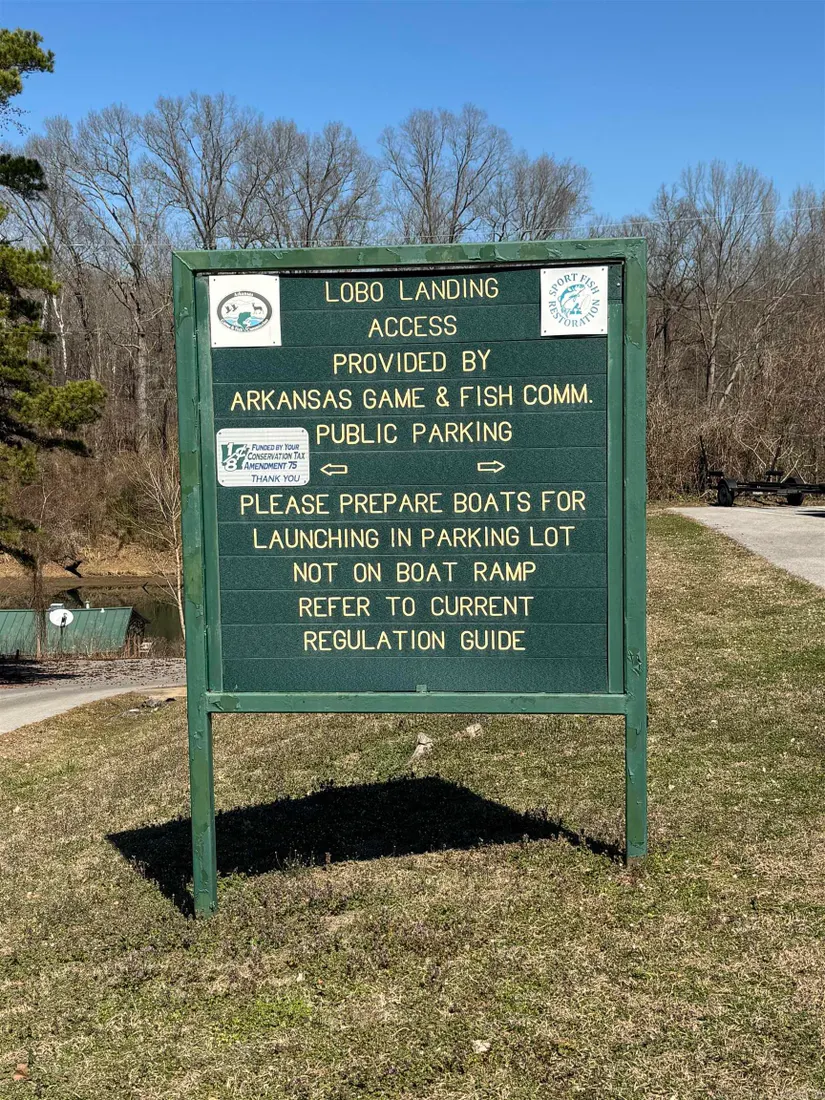 LOBO LANDING
ACCESS
PROVIDED BY
ARKANSAS GAME & FISH COMM.
PUBLIC PARKING
PLEASE PREPARE BOATS FOR
LAUNCHING IN PARKING LOT
NOT ON BOAT RAMP
REFER TO CURRENT
REGULATION GUIDE
SPORT FISH
RESTORATION
1/8¢
FUNDED BY YOUR
CONSERVATION TAX
AMENDMENT 75
THANK YOU